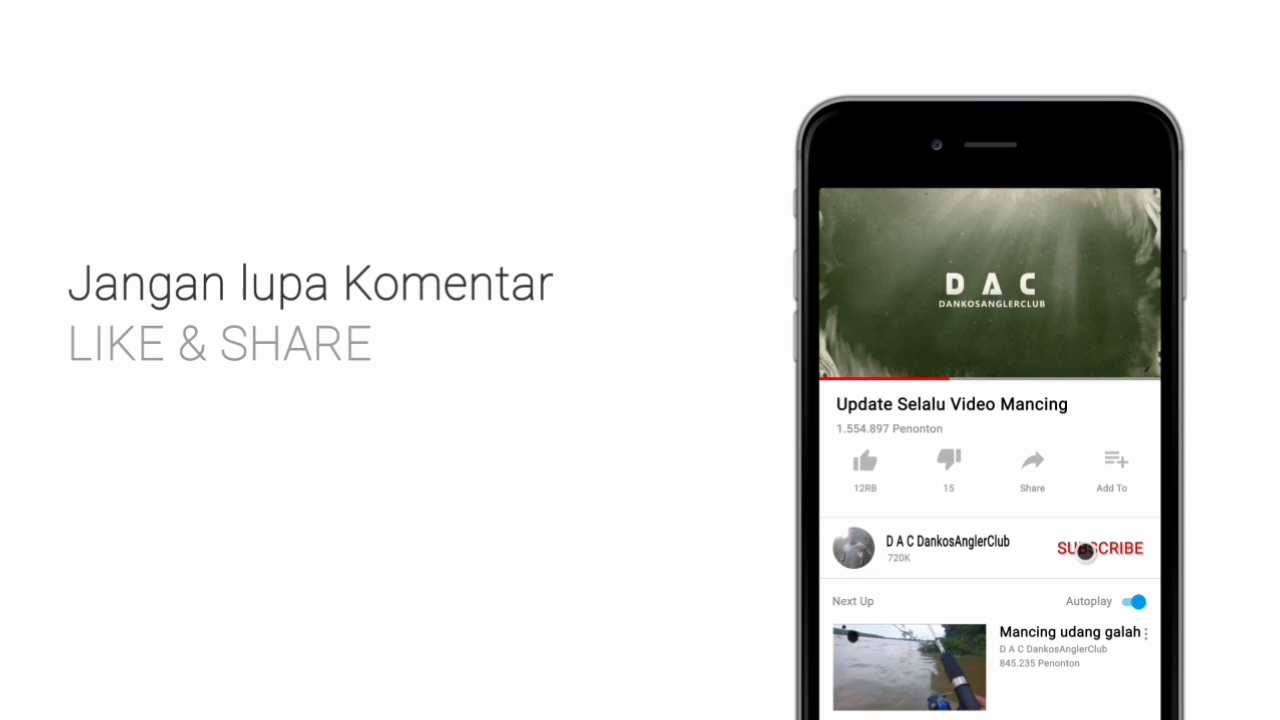 Jangan lupa Komentar
LIKE & SHARE
D A C
DANKOSANGLERCLUB
Update Selalu Video Mancing
1.554.897 Penonton
12RB
15
Share
Add To
D A C DankosAnglerClub
720K
SUBSCRIBE
Next Up
Autoplay
Mancing udang galah
D A C DankosAnglerClub
845.235 Penonton